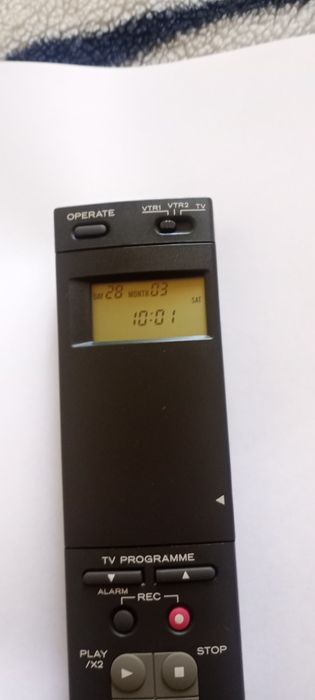 OPERATE
VTR1 VTR2 TV
DAY 28 MONTH 03
SAT
10:01
TV PROGRAMME
ALARM
REC
PLAY STOP
/X2